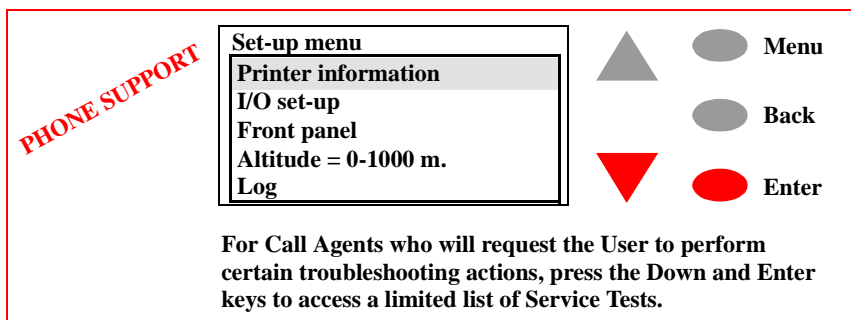 PHONE SUPPORT
Set-up menu
Printer information
I/O set-up
Front panel
Altitude = 0-1000 m.
Log
Menu
Back
Enter
For Call Agents who will request the User to perform
certain troubleshooting actions, press the Down and Enter
keys to access a limited list of Service Tests.